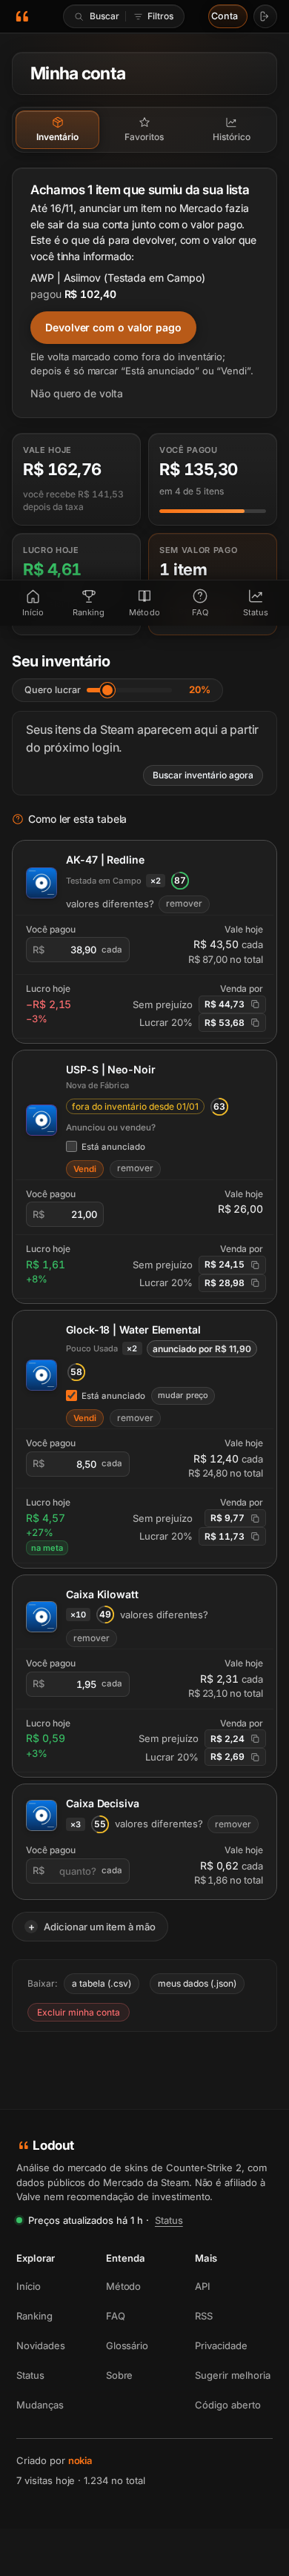 Buscar
Filtros
Conta
Minha conta
Inventário
Favoritos
Histórico
Achamos 1 item que sumiu da sua lista
Até 16/11, anunciar um item no Mercado fazia
ele sair da sua conta junto com o valor pago.
Este é o que dá para devolver, com o valor que
você tinha informado:
AWP | Asiimov (Testada em Campo)
pagou R$ 102,40
Devolver com o valor pago
Ele volta marcado como fora do inventário;
depois é só marcar “Está anunciado” ou “Vendi”.
Não quero de volta
VALE HOJE
R$ 162,76
você recebe R$ 141,53
depois da taxa
VOCÊ PAGOU
R$ 135,30
em 4 de 5 itens
LUCRO HOJE
R$ 4,61
SEM VALOR PAGO
1 item
Início
Ranking
Método
FAQ
Status
Seu inventário
Quero lucrar
20%
Seus itens da Steam aparecem aqui a partir
do próximo login.
Buscar inventário agora
Como ler esta tabela
AK-47 | Redline
Testada em Campo ×2 87
valores diferentes? remover
Você pagou
R$ 38,90 cada
Vale hoje
R$ 43,50 cada
R$ 87,00 no total
Lucro hoje
−R$ 2,15
−3%
Venda por
Sem prejuízo R$ 44,73
Lucrar 20% R$ 53,68
USP-S | Neo-Noir
Nova de Fábrica
fora do inventário desde 01/01 63
Anunciou ou vendeu?
Está anunciado
Vendi remover
Você pagou
R$ 21,00
Vale hoje
R$ 26,00
Lucro hoje
R$ 1,61
+8%
Venda por
Sem prejuízo R$ 24,15
Lucrar 20% R$ 28,98
Glock-18 | Water Elemental
Pouco Usada ×2 anunciado por R$ 11,90
58
Está anunciado mudar preço
Vendi remover
Você pagou
R$ 8,50 cada
Vale hoje
R$ 12,40 cada
R$ 24,80 no total
Lucro hoje
R$ 4,57
+27%
na meta
Venda por
Sem prejuízo R$ 9,77
Lucrar 20% R$ 11,73
Caixa Kilowatt
×10 49 valores diferentes?
remover
Você pagou
R$ 1,95 cada
Vale hoje
R$ 2,31 cada
R$ 23,10 no total
Lucro hoje
R$ 0,59
+3%
Venda por
Sem prejuízo R$ 2,24
Lucrar 20% R$ 2,69
Caixa Decisiva
×3 55 valores diferentes? remover
Você pagou
R$ quanto? cada
Vale hoje
R$ 0,62 cada
R$ 1,86 no total
+ Adicionar um item à mão
Baixar: a tabela (.csv) meus dados (.json)
Excluir minha conta
Lodout
Análise do mercado de skins de Counter-Strike 2, com
dados públicos do Mercado da Steam. Não é afiliado à
Valve nem recomendação de investimento.
Preços atualizados há 1 h · Status
Explorar
Início
Ranking
Novidades
Status
Mudanças
Entenda
Método
FAQ
Glossário
Sobre
Mais
API
RSS
Privacidade
Sugerir melhoria
Código aberto
Criado por nokia
7 visitas hoje · 1.234 no total